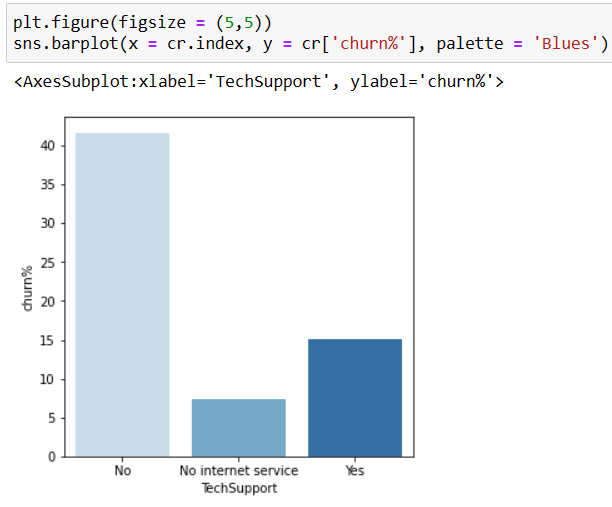 plt.figure(figsize = (5,5))
sns.barplot(x = cr.index, y = cr['churn%'], palette = 'Blues')
<AxesSubplot:xlabel='TechSupport', ylabel='churn%'>
40
35
30
25
20
15
10
5
0
churn%
No No internet service Yes
TechSupport